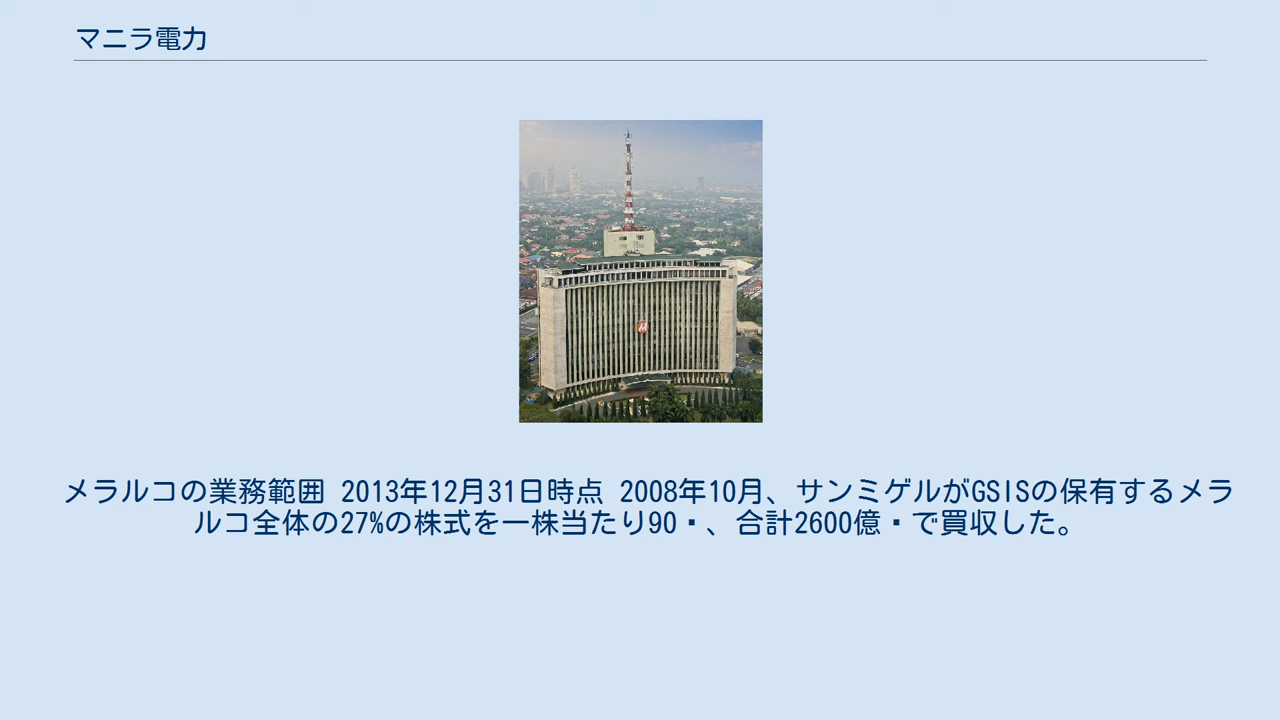 マニラ電力
メラルコの業務範囲 2013年12月31日時点 2008年10月、サンミゲルがGSISの保有するメラ
ルコ全体の27%の株式を一株当たり90▪、合計2600億▪で買収した。